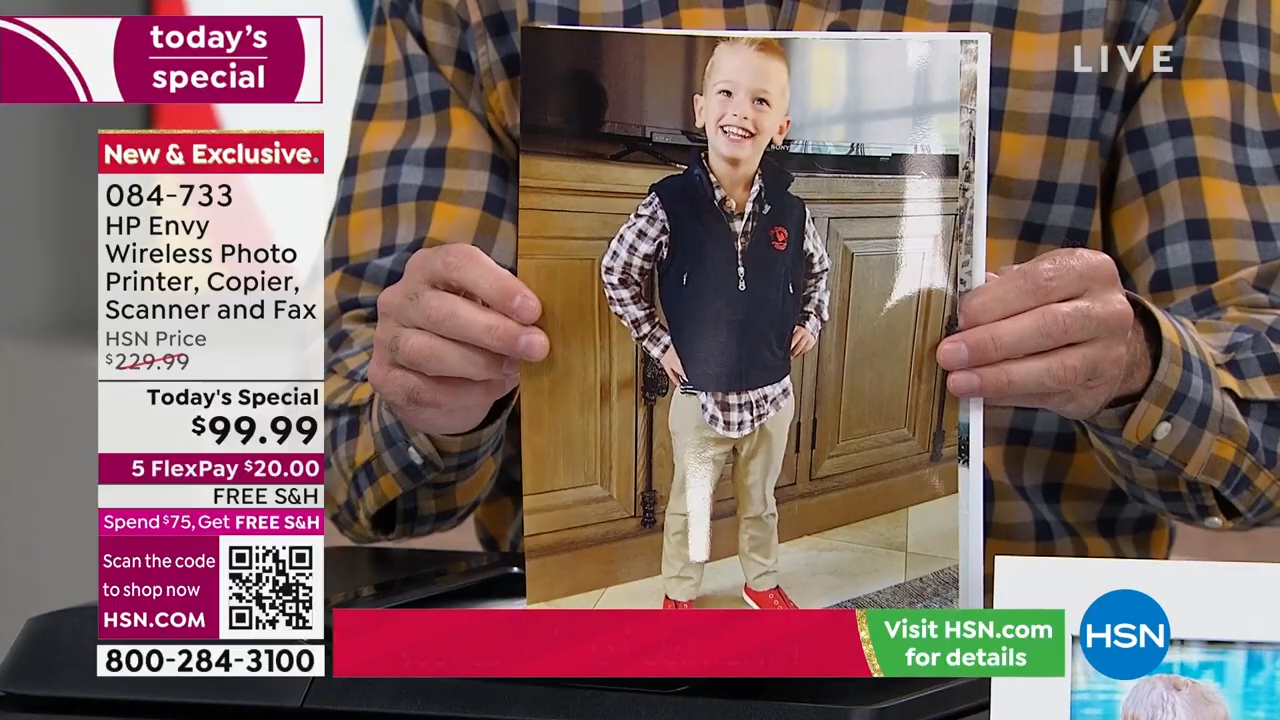 today's
special
LIVE
New & Exclusive.
084-733
HP Envy
Wireless Photo
Printer, Copier,
Scanner and Fax
HSN Price
$229.99
Today's Special
$99.99
5 FlexPay $20.00
FREE S&H
Spend $75, Get FREE S&H
Scan the code
to shop now
HSN.COM
800-284-3100
SONY
Visit HSN.com
for details
HSN